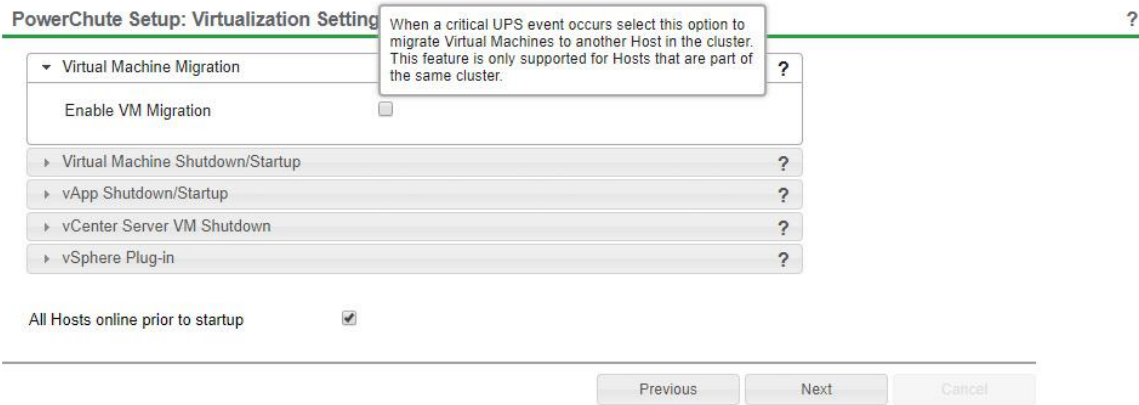 PowerChute Setup: Virtualization Setting
?
When a critical UPS event occurs select this option to
migrate Virtual Machines to another Host in the cluster.
This feature is only supported for Hosts that are part of
the same cluster.
Virtual Machine Migration ?
Enable VM Migration
Virtual Machine Shutdown/Startup ?
vApp Shutdown/Startup ?
vCenter Server VM Shutdown ?
vSphere Plug-in ?
All Hosts online prior to startup
Previous Next Cancel